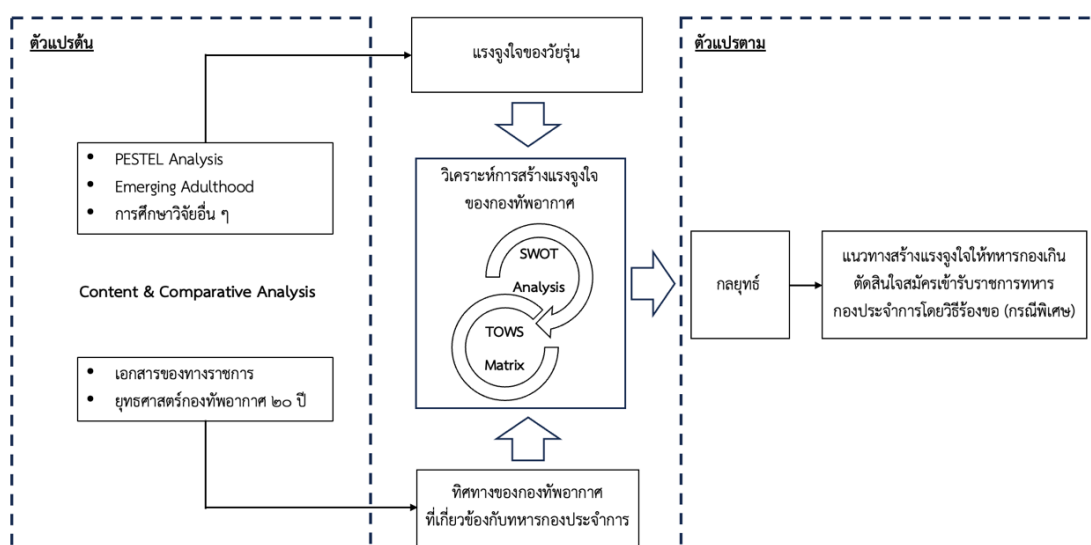 ตัวแปรต้น
PESTEL Analysis
Emerging Adulthood
การศึกษาวิจัยอื่น ๆ
Content & Comparative Analysis
เอกสารของทางราชการ
ยุทธศาสตร์กองทัพอากาศ ๒๐ ปี
แรงจูงใจของวัยรุ่น
วิเคราะห์การสร้างแรงจูงใจ
ของกองทัพอากาศ
SWOT
Analysis
TOWS
Matrix
ทิศทางของกองทัพอากาศ
ที่เกี่ยวข้องกับทหารกองประจำการ
ตัวแปรตาม
กลยุทธ์
แนวทางสร้างแรงจูงใจให้ทหารกองเกิน
ตัดสินใจสมัครเข้ารับราชการทหาร
กองประจำการโดยวิธีร้องขอ (กรณีพิเศษ)